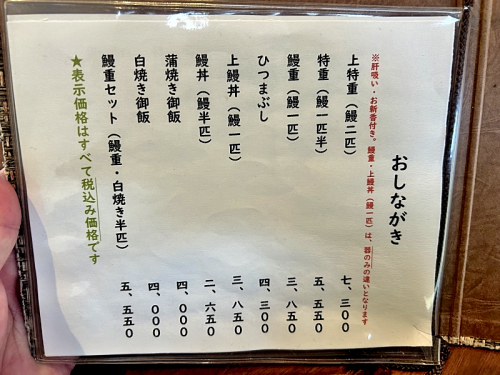 おしながき
※肝吸い・お新香付き。鰻重・上鰻丼(鰻一匹)は、器のみの違いとなります
上特重(鰻二匹) 七、三〇〇
特重(鰻一匹半) 五、五五〇
鰻重(鰻一匹) 三、八五〇
ひつまぶし 四、三〇〇
上鰻丼(鰻一匹) 三、八五〇
鰻丼(鰻半匹) 二、六五〇
蒲焼き御飯 四、〇〇〇
白焼き御飯 四、〇〇〇
鰻重セット(鰻重・白焼き半匹) 五、五五〇
★表示価格はすべて税込み価格です